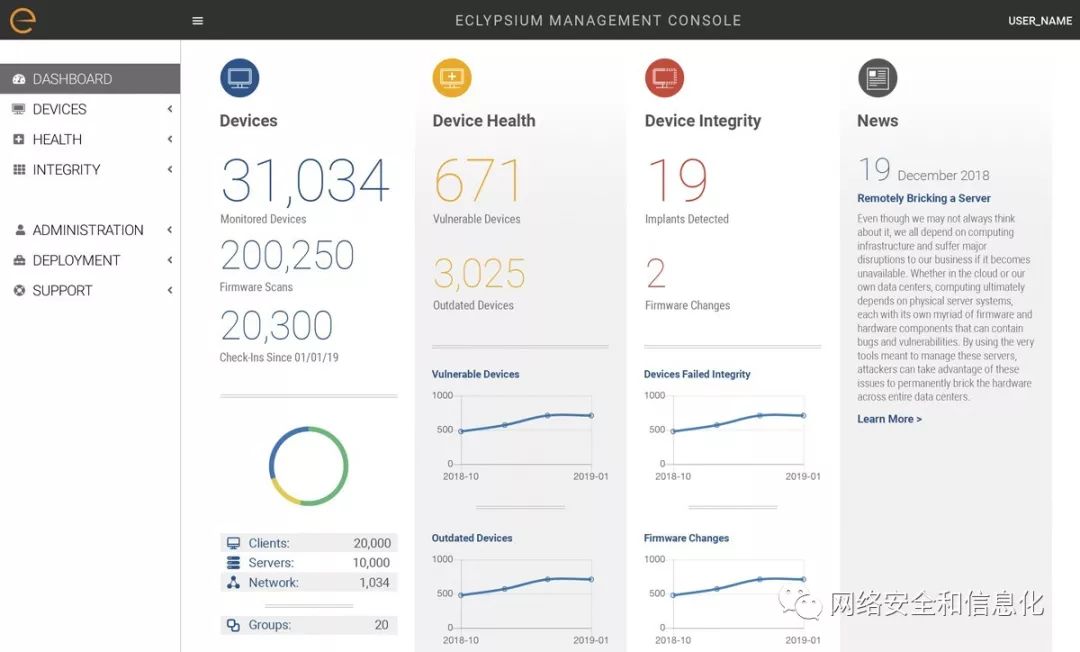 ECLYPSIUM MANAGEMENT CONSOLE
USER_NAME
DASHBOARD
DEVICES
HEALTH
INTEGRITY
ADMINISTRATION
DEPLOYMENT
SUPPORT
Devices
31,034
Monitored Devices
200,250
Firmware Scans
20,300
Check-Ins Since 01/01/19
Clients: 20,000
Servers: 10,000
Network: 1,034
Groups: 20
Device Health
671
Vulnerable Devices
3,025
Outdated Devices
Vulnerable Devices
1000
500
0
2018-10 2019-01
Outdated Devices
1000
500
0
2018-10 2019-01
Device Integrity
19
Implants Detected
2
Firmware Changes
Devices Failed Integrity
1000
500
0
2018-10 2019-01
Firmware Changes
1000
500
0
2018-10 2019-01
News
19 December 2018
Remotely Bricking a Server
Even though we may not always think
about it, we all depend on computing
infrastructure and suffer major
disruptions to our business if it becomes
unavailable. Whether in the cloud or our
own data centers, computing ultimately
depends on physical server systems,
each with its own myriad of firmware and
hardware components that can contain
bugs and vulnerabilities. By using the very
tools meant to manage these servers,
attackers can take advantage of these
issues to permanently brick the hardware
across entire data centers.
Learn More >
网络安全和信息化